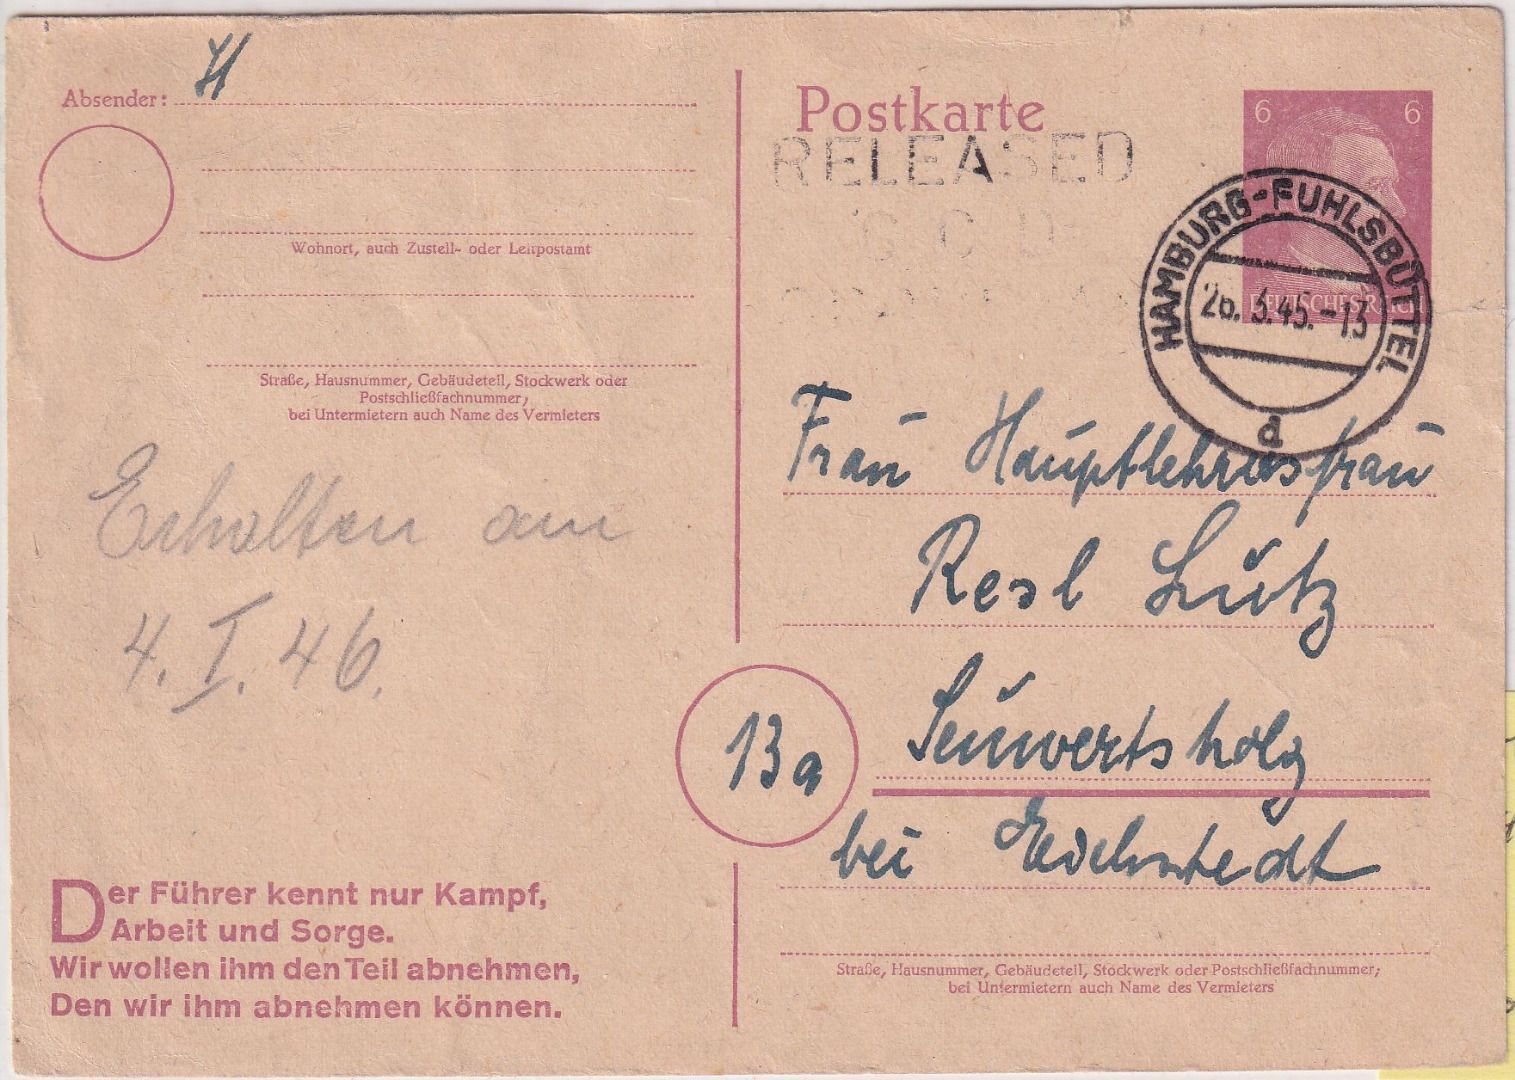 Absender: H
Wohnort, auch Zustell- oder Leitpostamt
Straße, Hausnummer, Gebäudeteil, Stockwerk oder
Postschließfachnummer;
bei Untermietern auch Name des Vermieters
Erhalten am
4. I. 46.
Der Führer kennt nur Kampf,
Arbeit und Sorge.
Wir wollen ihm den Teil abnehmen,
Den wir ihm abnehmen können.
Postkarte
RELEASED
C C D
6 6
DEUTSCHES REICH
HAMBURG-FUHLSBÜTTEL
26. 3.45.-13
d
Frau Hauptlehrersfrau
Resl Lutz
13a
Seuwertsholz
bei Eichstedt
Straße, Hausnummer, Gebäudeteil, Stockwerk oder Postschließfachnummer;
bei Untermietern auch Name des Vermieters